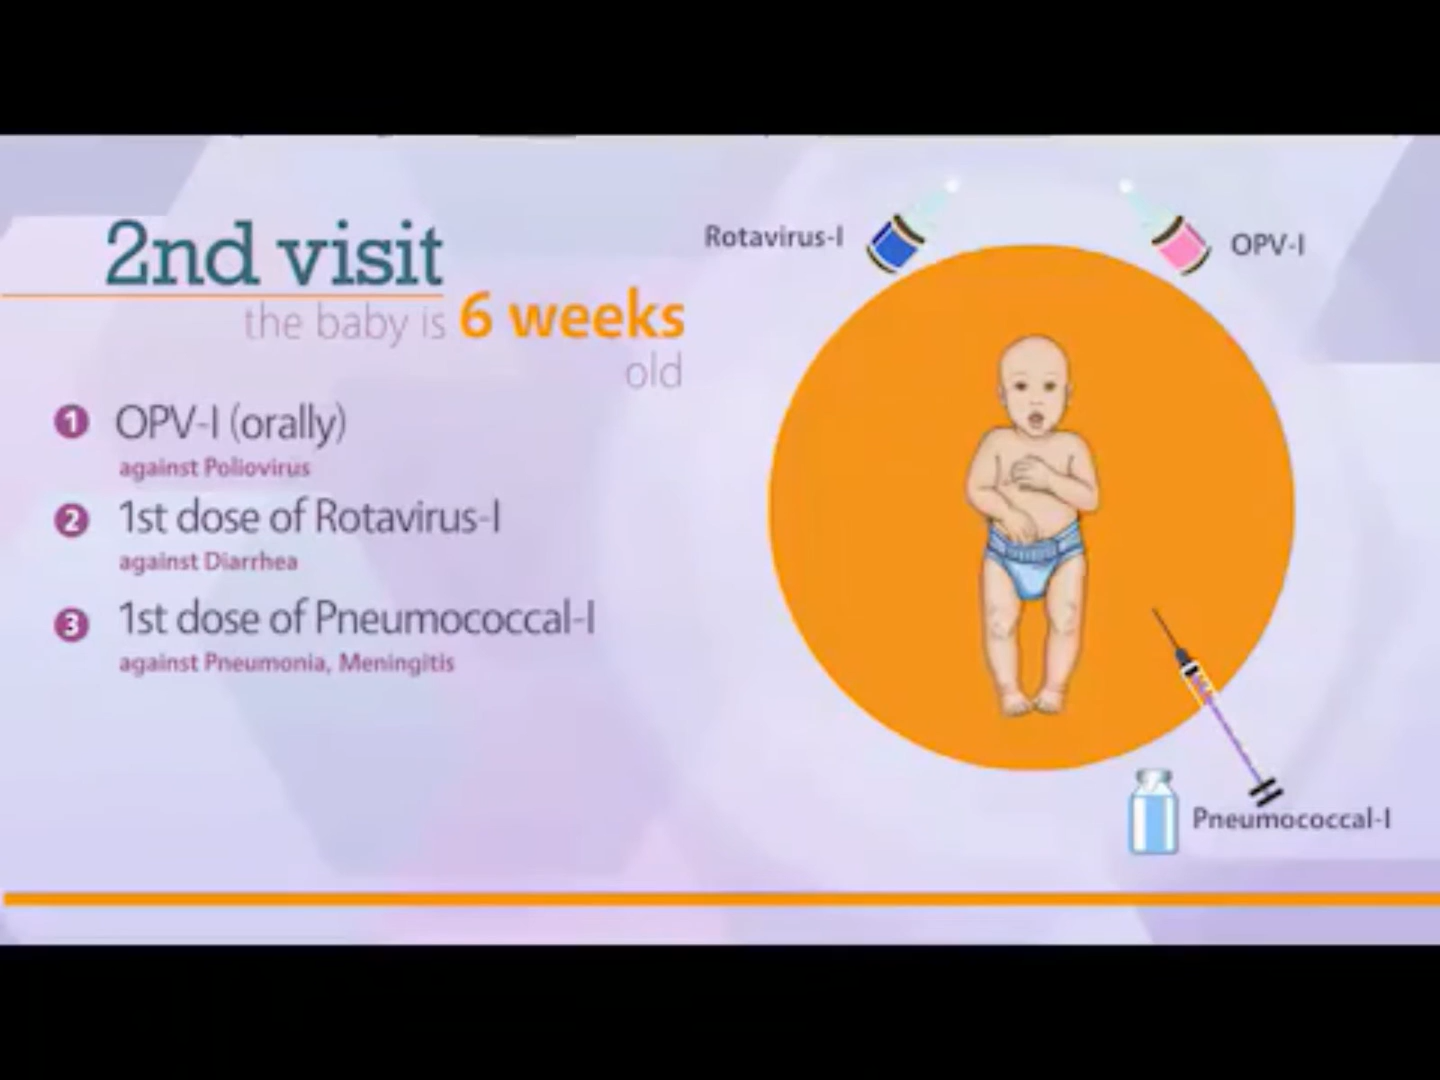 2nd visit
the baby is 6 weeks
old
1 OPV-I (orally)
against Poliovirus
2 1st dose of Rotavirus-I
against Diarrhea
3 1st dose of Pneumococcal-I
against Pneumonia, Meningitis
Rotavirus-I
OPV-I
Pneumococcal-I